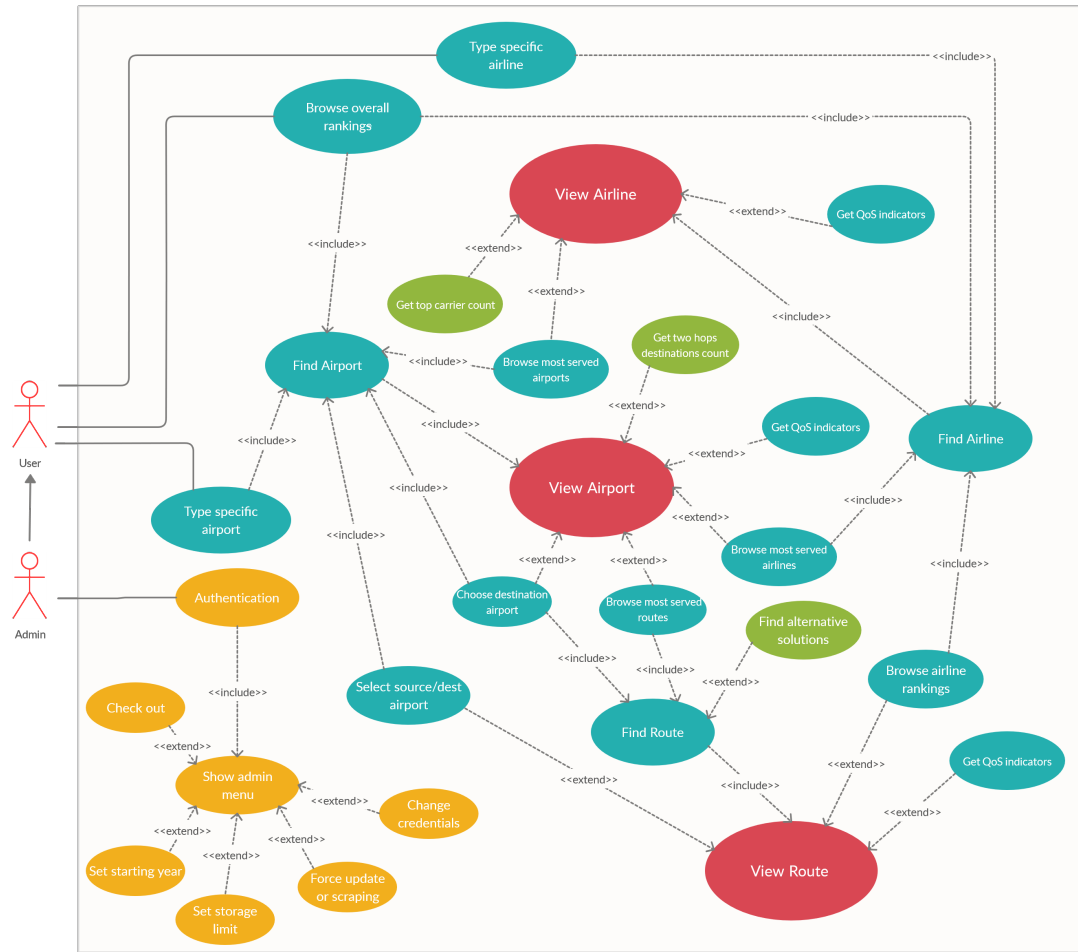 Type specific
airline
<<include>>
Browse overall
rankings
<<include>>
View Airline
Get QoS indicators
<<extend>>
<<include>>
<<extend>>
Get top carrier count
<<extend>>
<<include>>
Get two hops
destinations count
Find Airport
<<include>>
Browse most served
airports
User
<<extend>>
<<include>>
Get QoS indicators
<<include>>
<<extend>>
Find Airline
View Airport
<<include>>
<<include>>
Type specific
airport
<<extend>>
<<include>>
<<include>>
Browse most served
airlines
<<extend>>
<<extend>>
<<include>>
Admin
Authentication
Choose destination
airport
Browse most served
routes
Find alternative
solutions
<<include>>
<<include>>
<<include>>
<<extend>>
Browse airline
rankings
Select source/dest
airport
Check out
<<extend>>
Find Route
Show admin
menu
<<extend>>
<<include>>
<<extend>>
Get QoS indicators
<<extend>>
Change
credentials
<<extend>>
<<extend>>
<<extend>>
<<extend>>
Set starting year
Force update
or scraping
Set storage
limit
View Route